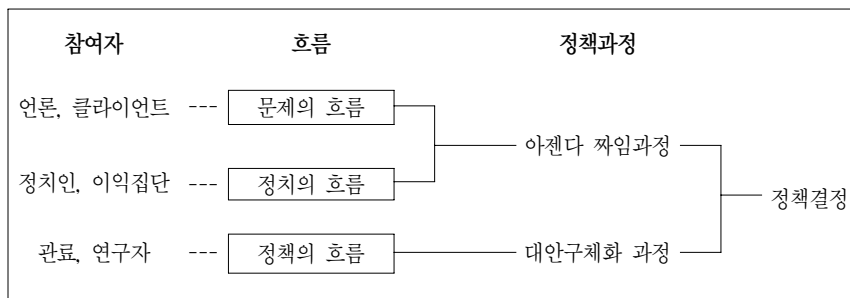 참여자 흐름 정책과정
언론, 클라이언트 --- 문제의 흐름
아젠다 짜임과정
정치인, 이익집단 --- 정치의 흐름
정책결정
관료, 연구자 --- 정책의 흐름 대안구체화 과정